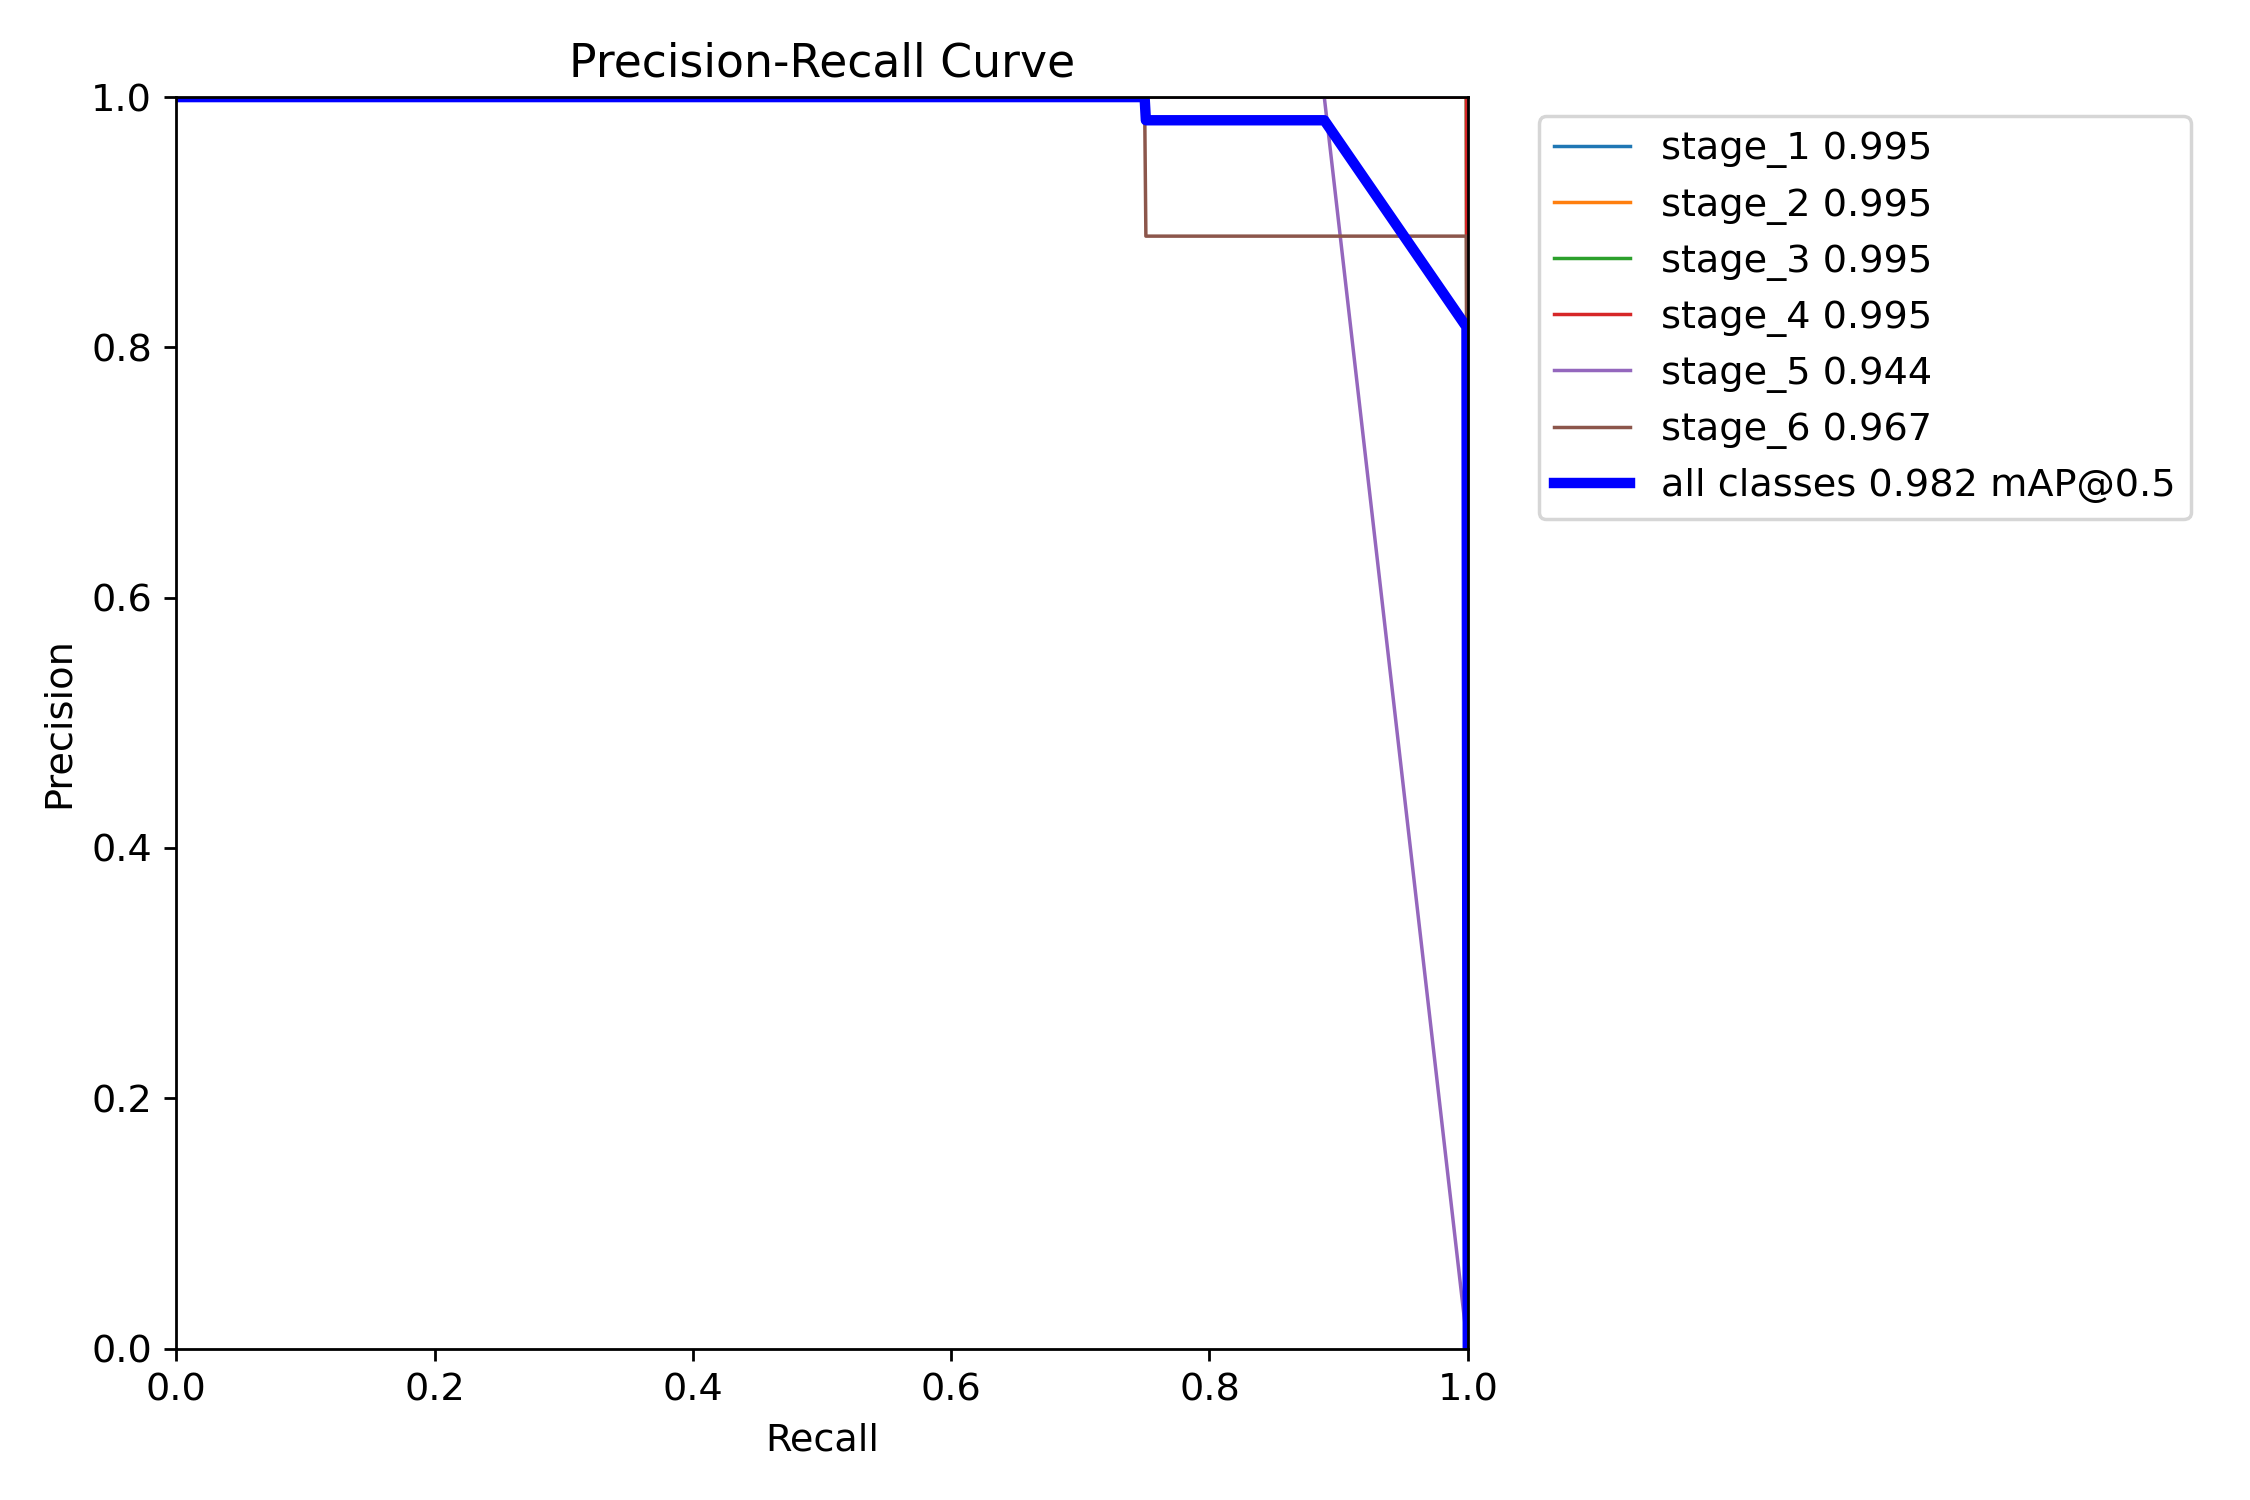 Precision-Recall Curve
1.0
0.8
0.6
0.4
0.2
0.0
Precision
0.0 0.2 0.4 0.6 0.8 1.0
Recall
stage_1 0.995
stage_2 0.995
stage_3 0.995
stage_4 0.995
stage_5 0.944
stage_6 0.967
all classes 0.982 mAP@0.5